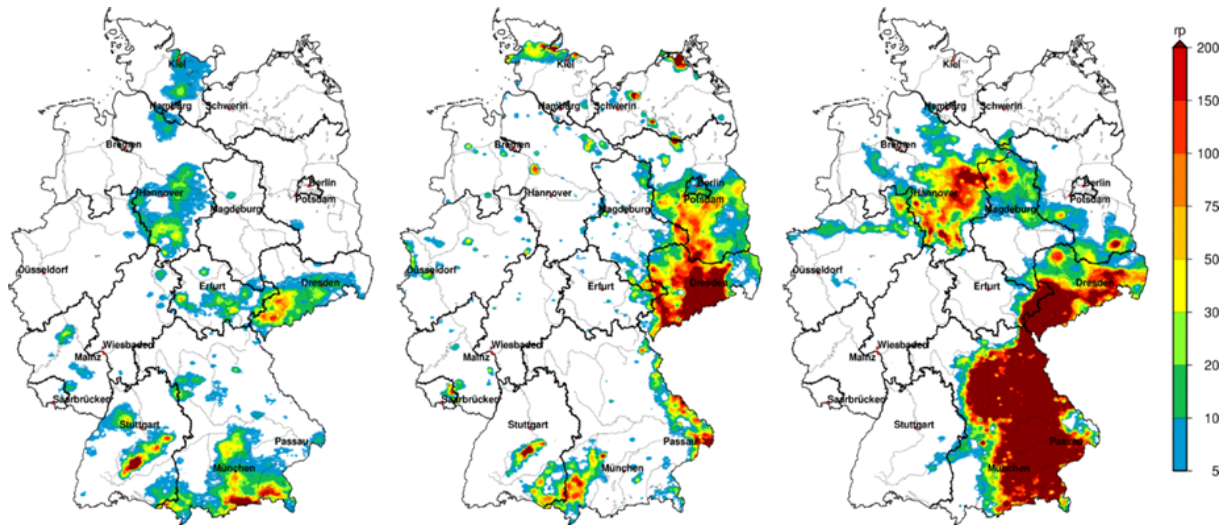 Kiel
Hamburg Schwerin
Bremen
Hannover
Berlin
Potsdam
Magdeburg
Düsseldorf
Erfurt
Dresden
Wiesbaden
Mainz
Saarbrücken
Stuttgart
Passau
München
Kiel
Hamburg Schwerin
Bremen
Berlin
Hannover
Potsdam
Magdeburg
Düsseldorf
Erfurt
Dresden
Wiesbaden
Mainz
Saarbrücken
Stuttgart
Passau
München
Kiel
Hamburg Schwerin
Bremen
Berlin
Hannover
Potsdam
Magdeburg
Düsseldorf
Erfurt
Dresden
Wiesbaden
Mainz
Saarbrücken
Stuttgart
Passau
München
rp
200
150
100
75
50
30
20
10
5